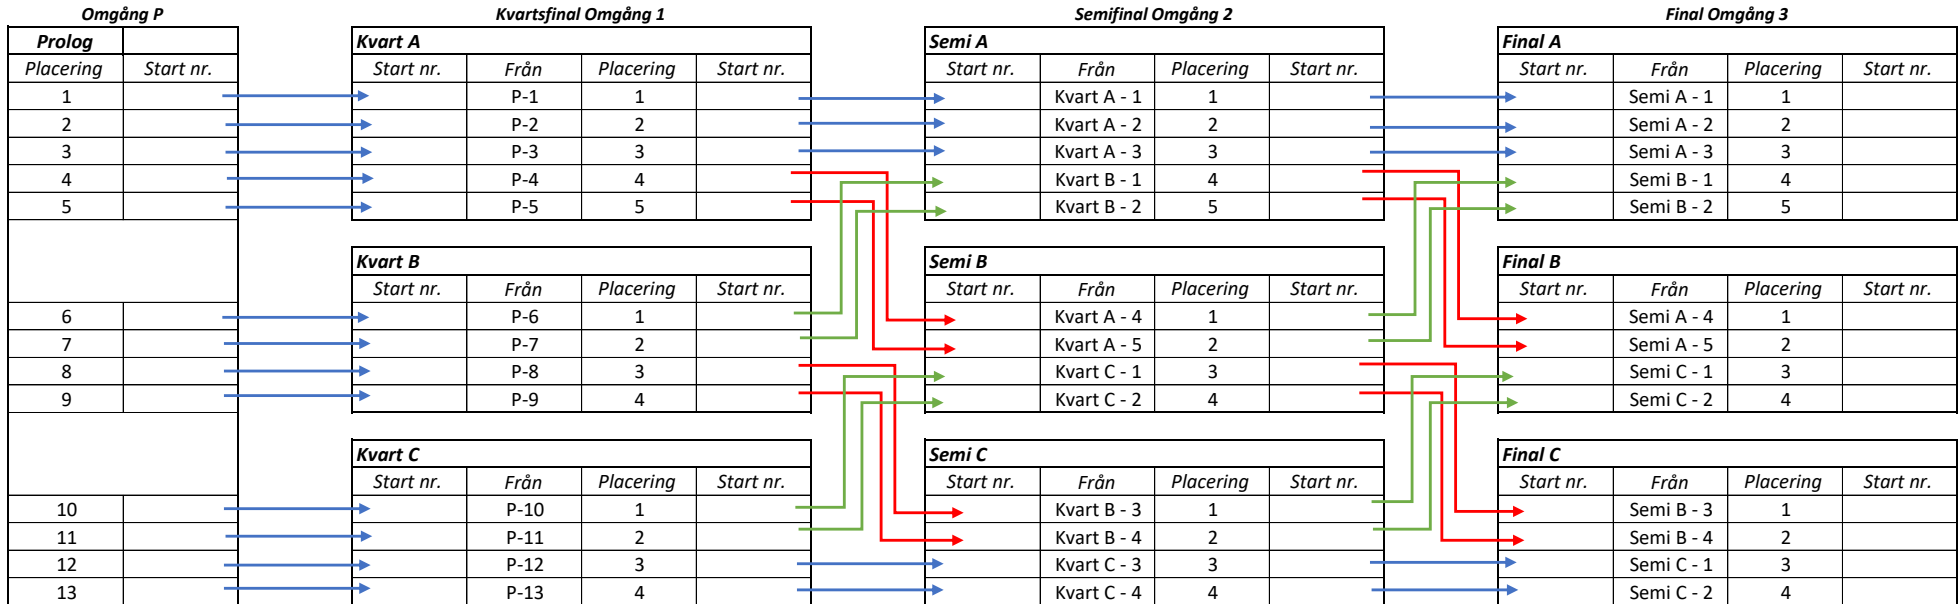 Omgång P Kvartsfinal Omgång 1 Semifinal Omgång 2 Final Omgång 3
Prolog Kvart A Semi A Final A
Placering Start nr. Start nr. Från Placering Start nr. Start nr. Från Placering Start nr. Start nr. Från Placering Start nr.
1 P-1 1 Kvart A - 1 1 Semi A - 1 1
2 P-2 2 Kvart A - 2 2 Semi A - 2 2
3 P-3 3 Kvart A - 3 3 Semi A - 3 3
4 P-4 4 Kvart B - 1 4 Semi B - 1 4
5 P-5 5 Kvart B - 2 5 Semi B - 2 5
Kvart B Semi B Final B
Start nr. Från Placering Start nr. Start nr. Från Placering Start nr. Start nr. Från Placering Start nr.
6 P-6 1 Kvart A - 4 1 Semi A - 4 1
7 P-7 2 Kvart A - 5 2 Semi A - 5 2
8 P-8 3 Kvart C - 1 3 Semi C - 1 3
9 P-9 4 Kvart C - 2 4 Semi C - 2 4
Kvart C Semi C Final C
Start nr. Från Placering Start nr. Start nr. Från Placering Start nr. Start nr. Från Placering Start nr.
10 P-10 1 Kvart B - 3 1 Semi B - 3 1
11 P-11 2 Kvart B - 4 2 Semi B - 4 2
12 P-12 3 Kvart C - 3 3 Semi C - 1 3
13 P-13 4 Kvart C - 4 4 Semi C - 2 4